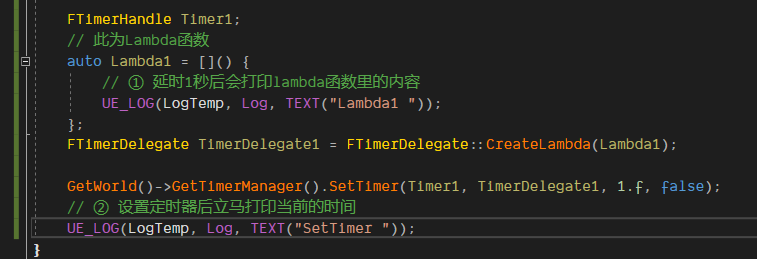 FTimerHandle Timer1;
// 此为Lambda函数
auto Lambda1 = []() {
// ① 延时1秒后会打印lambda函数里的内容
UE_LOG(LogTemp, Log, TEXT("Lambda1 "));
};
FTimerDelegate TimerDelegate1 = FTimerDelegate::CreateLambda(Lambda1);
GetWorld()->GetTimerManager().SetTimer(Timer1, TimerDelegate1, 1.f, false);
// ② 设置定时器后立马打印当前的时间
UE_LOG(LogTemp, Log, TEXT("SetTimer "));
}